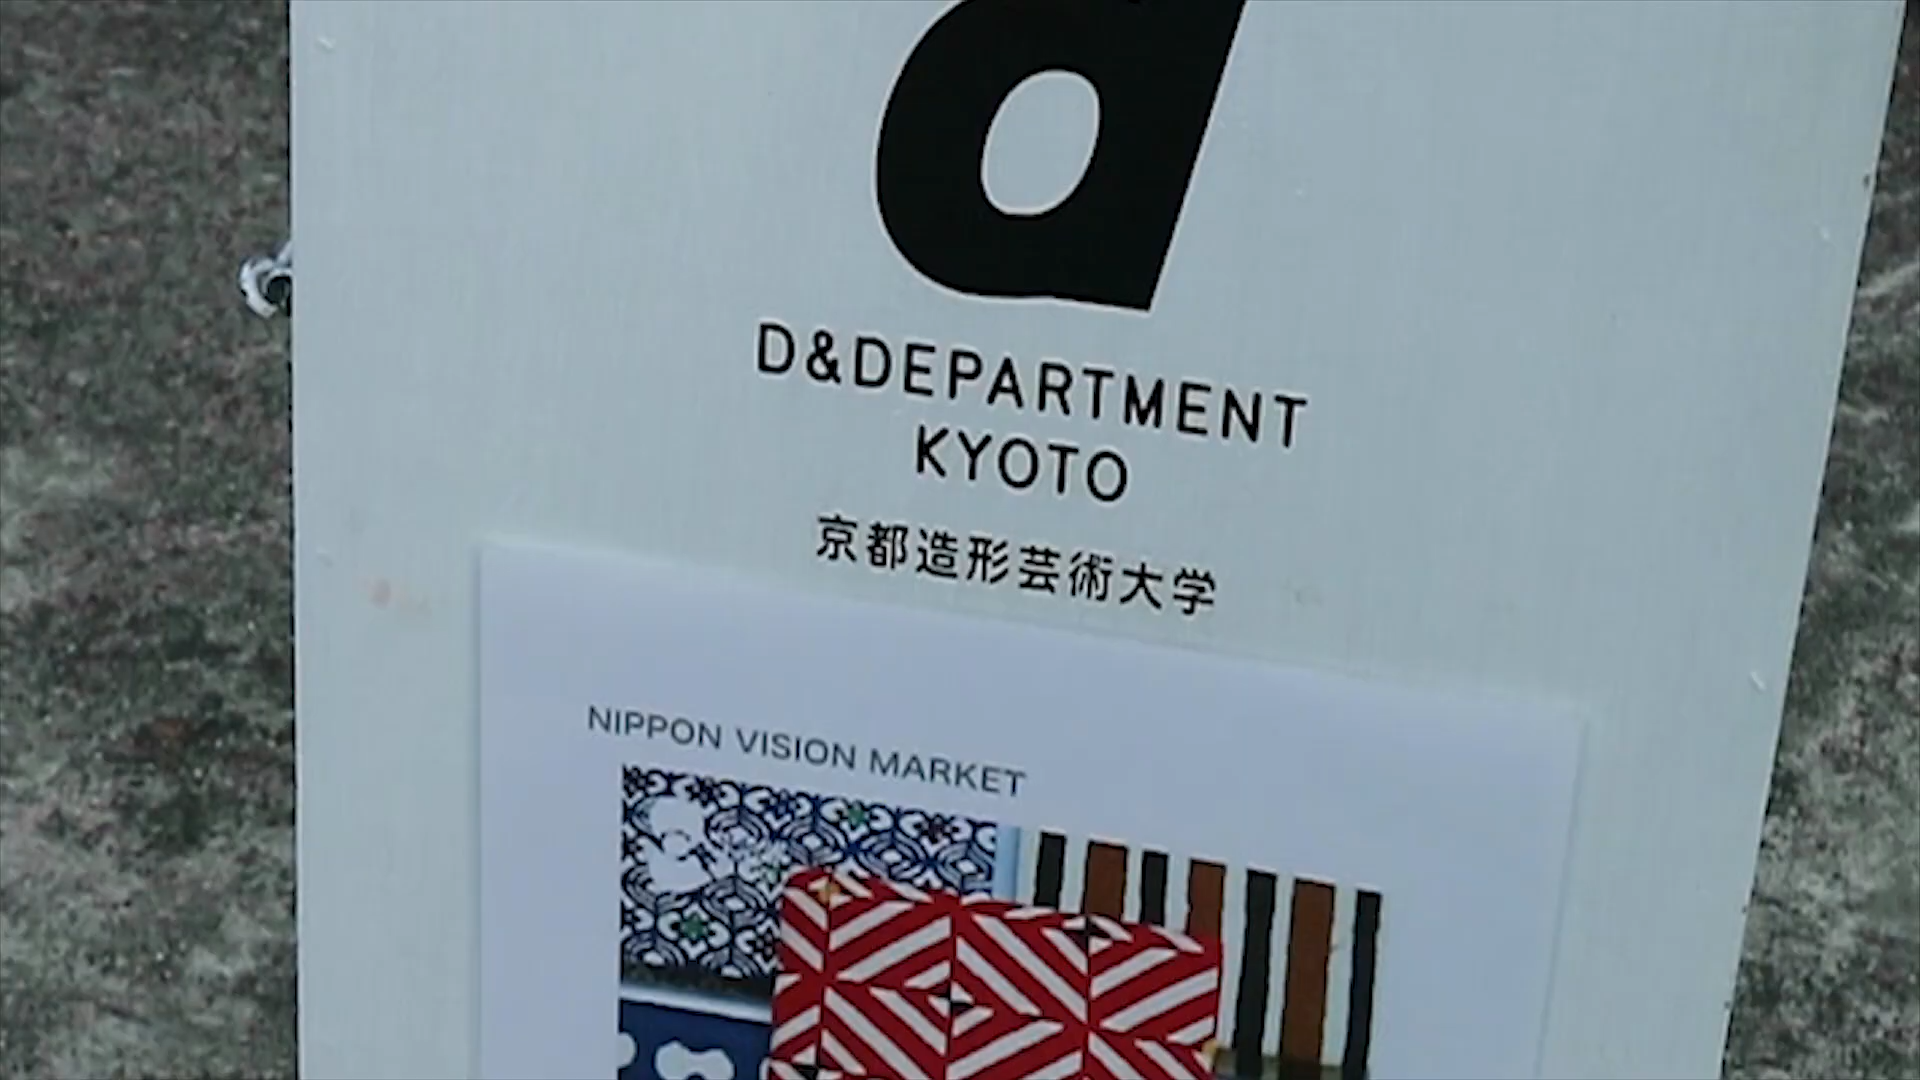 d
D&DEPARTMENT
KYOTO
京都造形芸術大学
NIPPON VISION MARKET